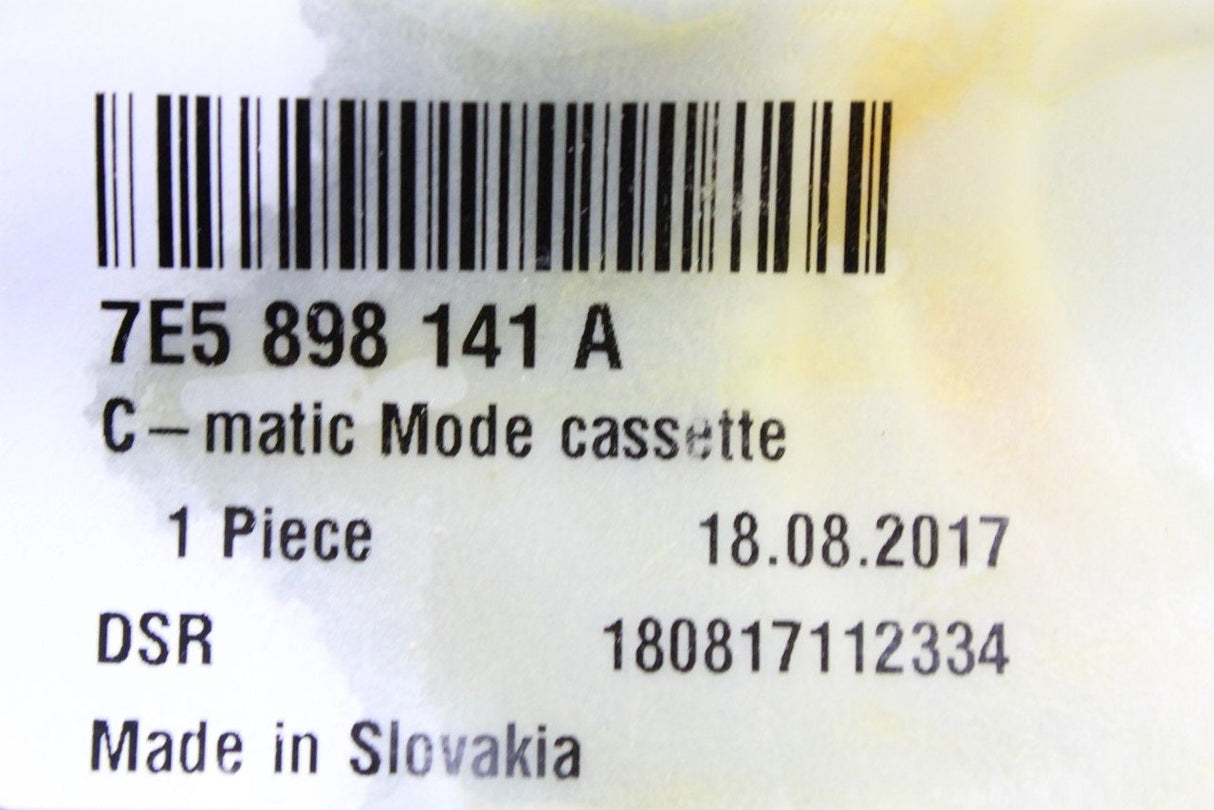 7E5 898 141 A
C-matic Mode cassette
1 Piece 18.08.2017
DSR 180817112334
Made in Slovakia